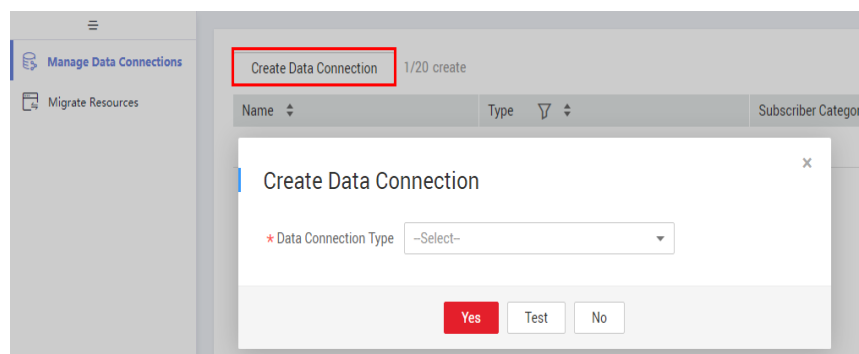 Manage Data Connections
Migrate Resources
Create Data Connection 1/20 create
Name Type Subscriber Categor
Create Data Connection
x
* Data Connection Type --Select--
Yes Test No